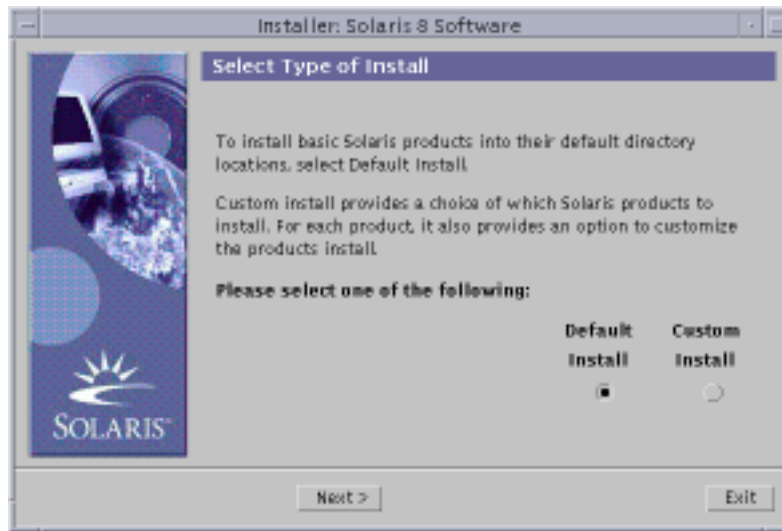 Installer: Solaris 8 Software
Select Type of Install
To install basic Solaris products into their default directory
locations, select Default Install.
Custom install provides a choice of which Solaris products to
install. For each product, it also provides an option to customize
the products install.
Please select one of the following:
Default Custom
Install Install
SOLARIS™
Next > Exit